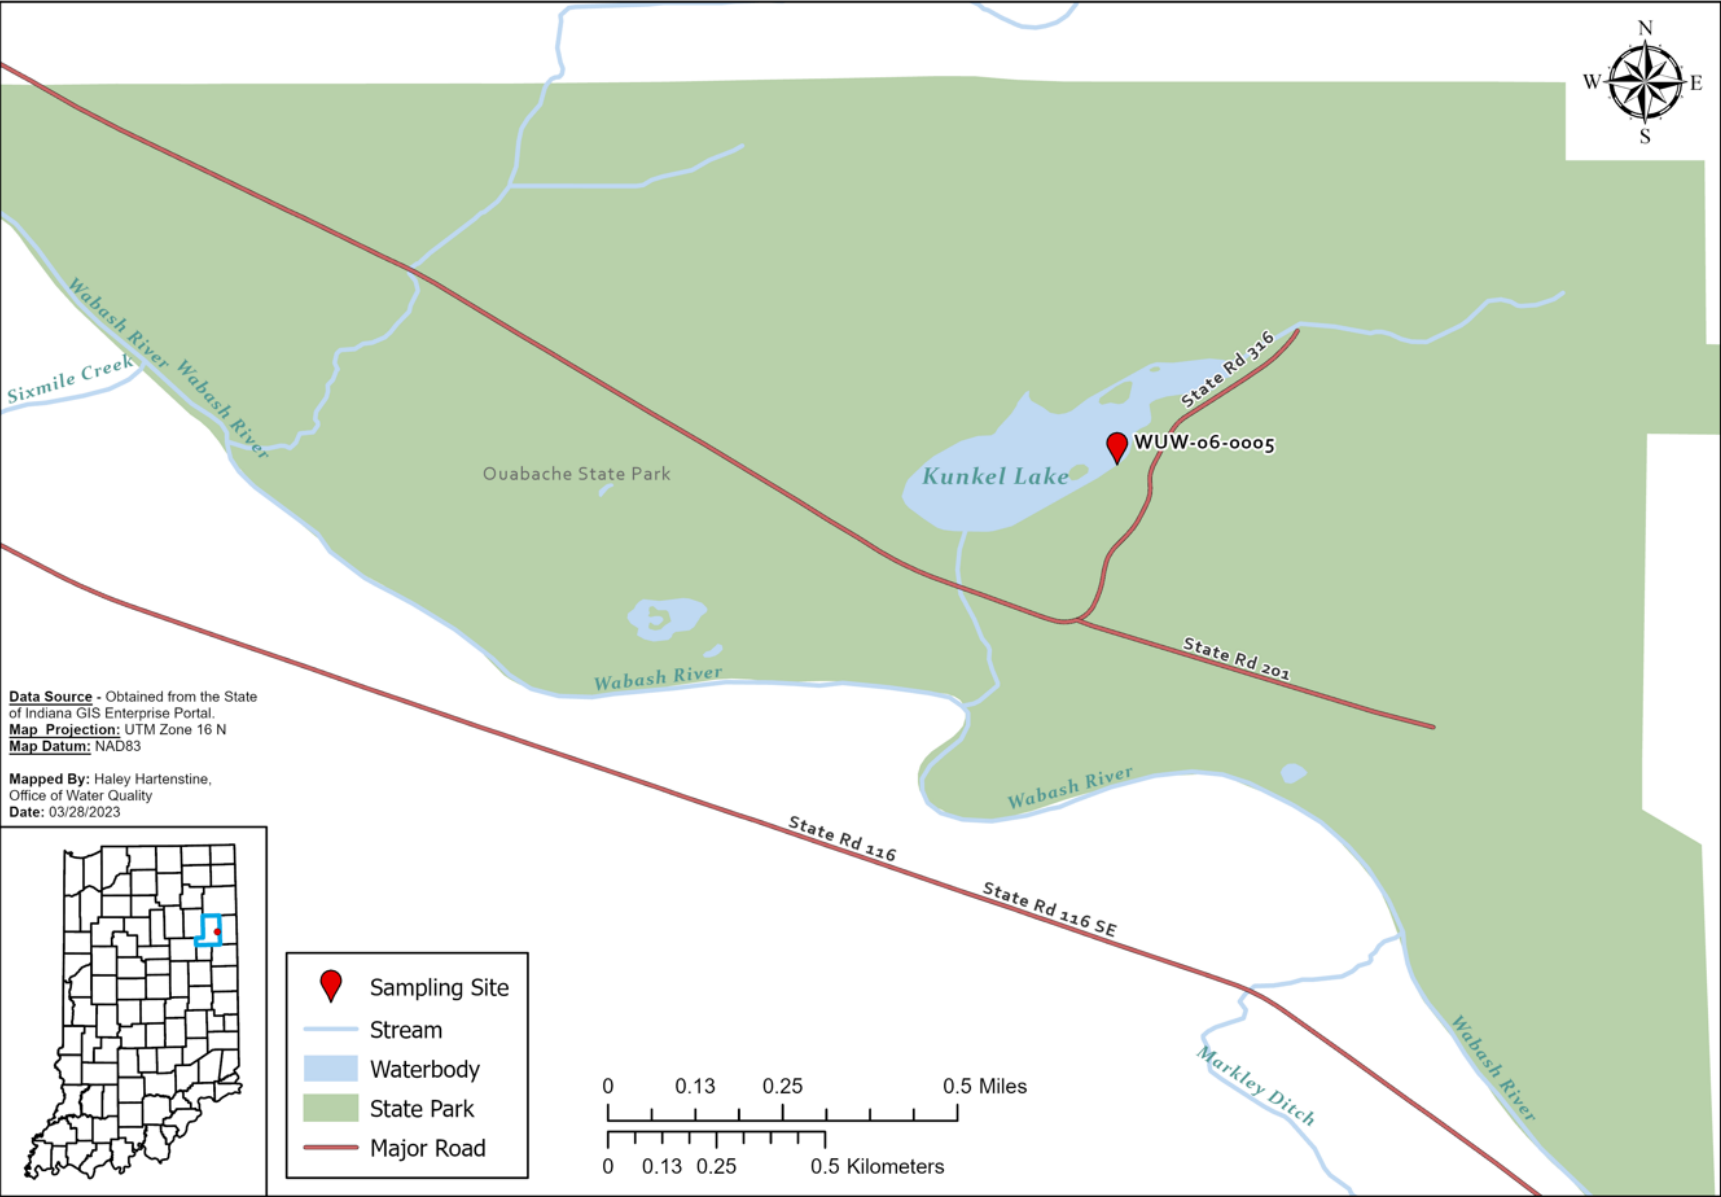 N
W E
S
Wabash River
Sixmile Creek
Wabash River
State Rd 316
WUW-06-0005
Ouabache State Park
Kunkel Lake
State Rd 201
Wabash River
Data Source - Obtained from the State
of Indiana GIS Enterprise Portal.
Map Projection: UTM Zone 16 N
Map Datum: NAD83
Mapped By: Haley Hartenstine,
Office of Water Quality
Date: 03/28/2023
Wabash River
State Rd 116
State Rd 116 SE
Markley Ditch
Wabash River
Sampling Site
Stream
Waterbody
State Park
Major Road
0 0.13 0.25 0.5 Miles
0 0.13 0.25 0.5 Kilometers